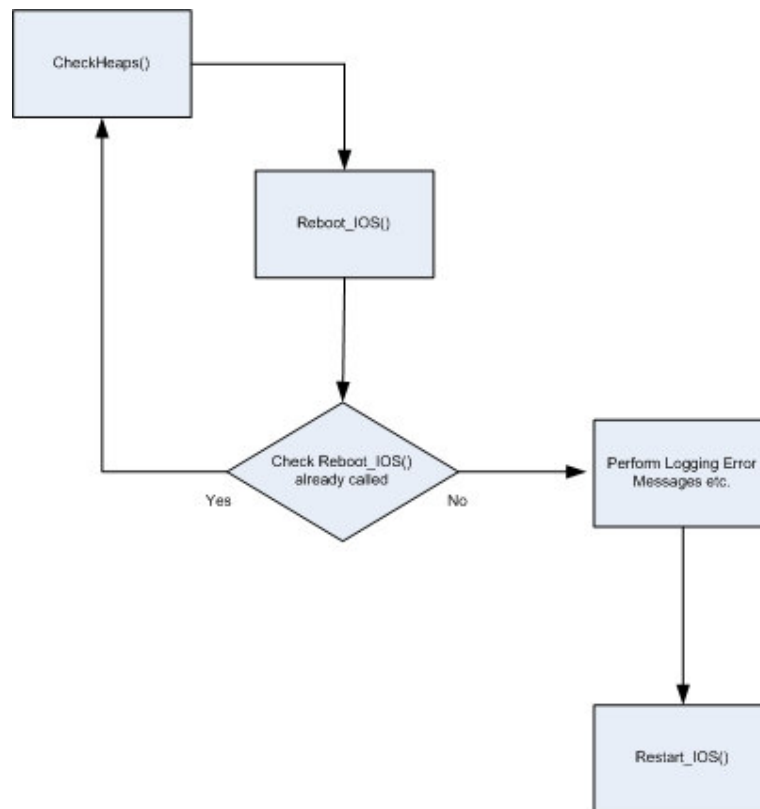 CheckHeaps()
Reboot_IOS()
Check Reboot_IOS()
already called
Yes
No
Perform Logging Error
Messages etc.
Restart_IOS()